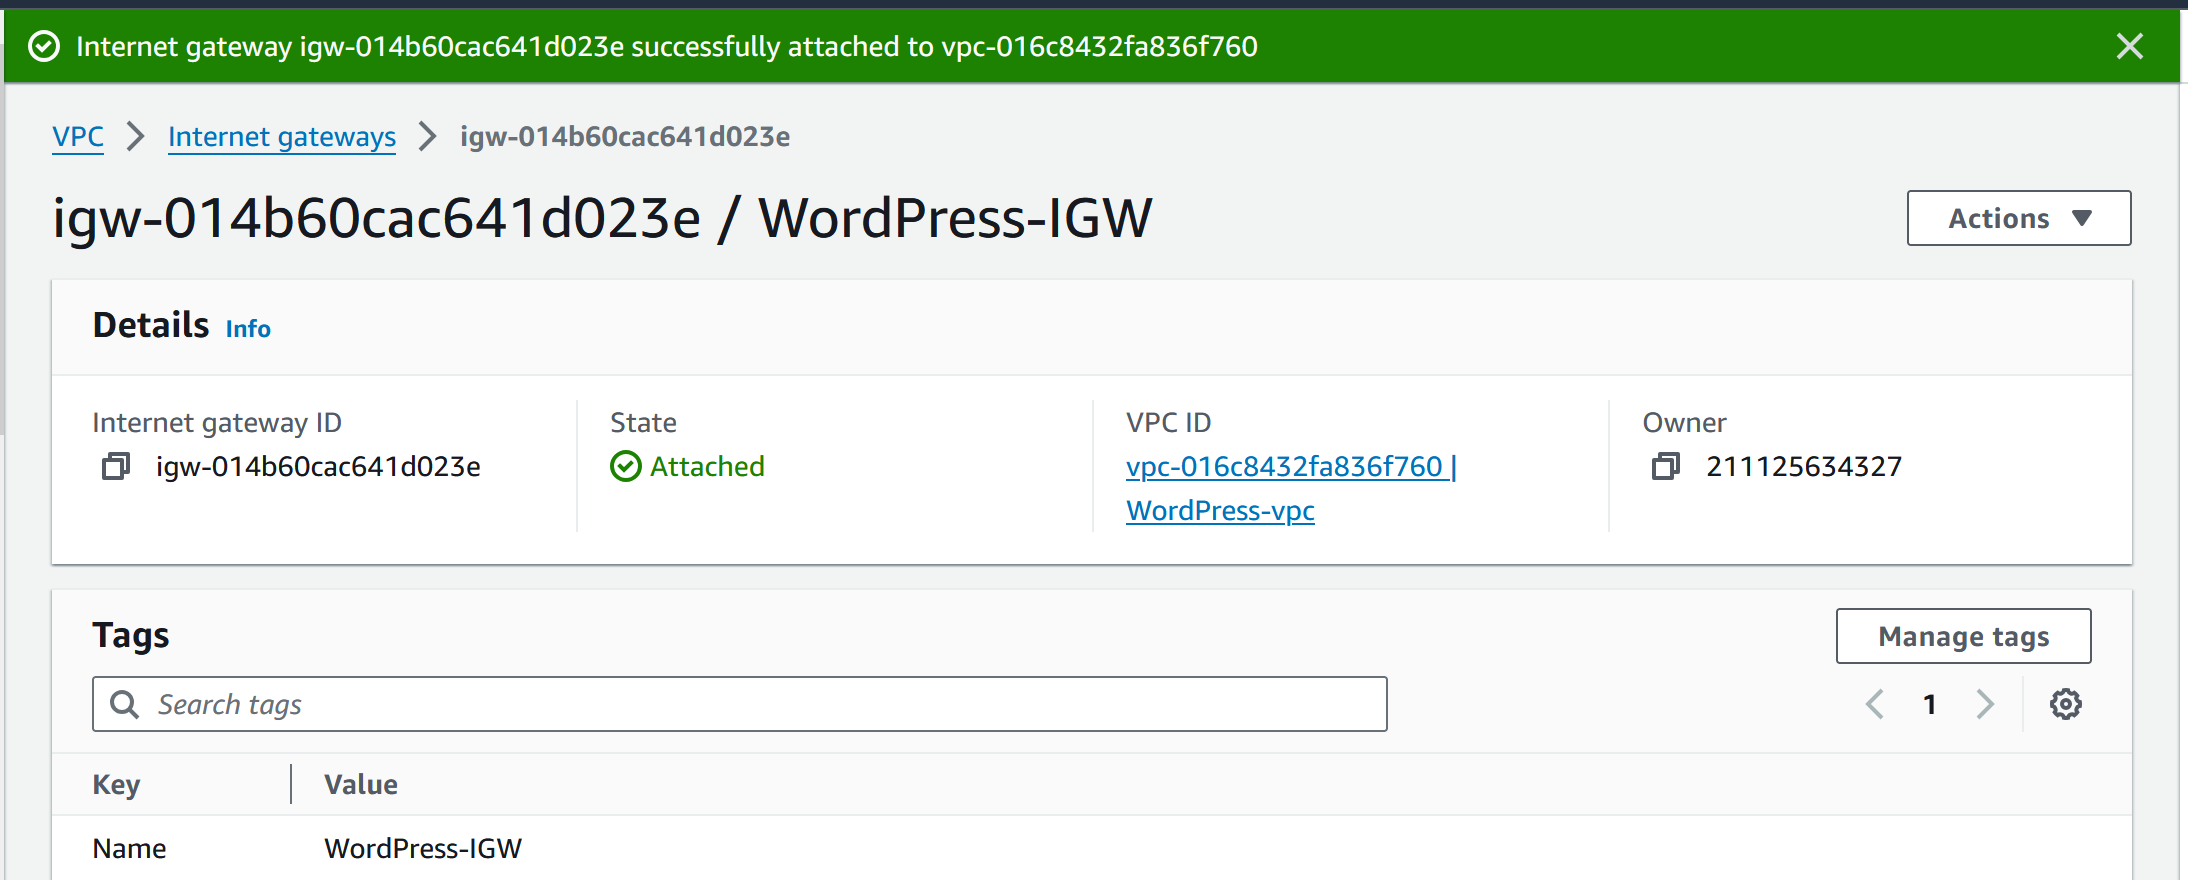 Internet gateway igw-014b60cac641d023e successfully attached to vpc-016c8432fa836f760
VPC
Internet gateways
igw-014b60cac641d023e
igw-014b60cac641d023e / WordPress-IGW
Actions
Details Info
Internet gateway ID
igw-014b60cac641d023e
State
Attached
VPC ID
vpc-016c8432fa836f760 |
WordPress-vpc
Owner
211125634327
Tags
Manage tags
Search tags
1
Key Value
Name WordPress-IGW